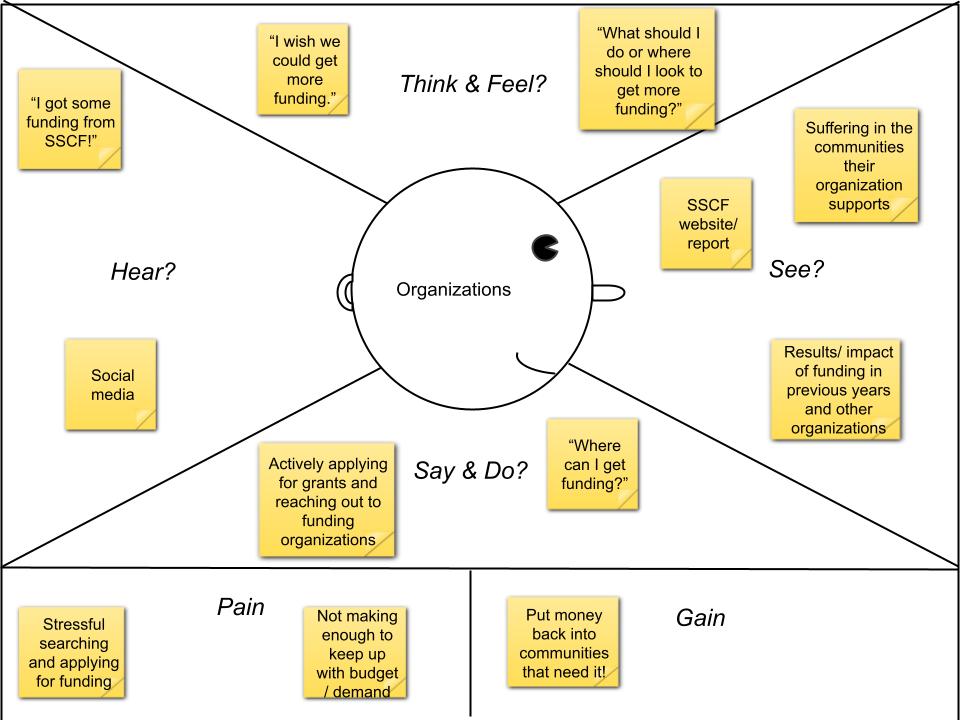 Think & Feel?
“I wish we
could get
more
funding.”
“What should I
do or where
should I look to
get more
funding?”
Hear?
“I got some
funding from
SSCF!”
Social
media
Organizations
See?
Suffering in the
communities
their
organization
supports
SSCF
website/
report
Results/ impact
of funding in
previous years
and other
organizations
Say & Do?
Actively applying
for grants and
reaching out to
funding
organizations
“Where
can I get
funding?”
Pain
Stressful
searching
and applying
for funding
Not making
enough to
keep up
with budget
/ demand
Gain
Put money
back into
communities
that need it!